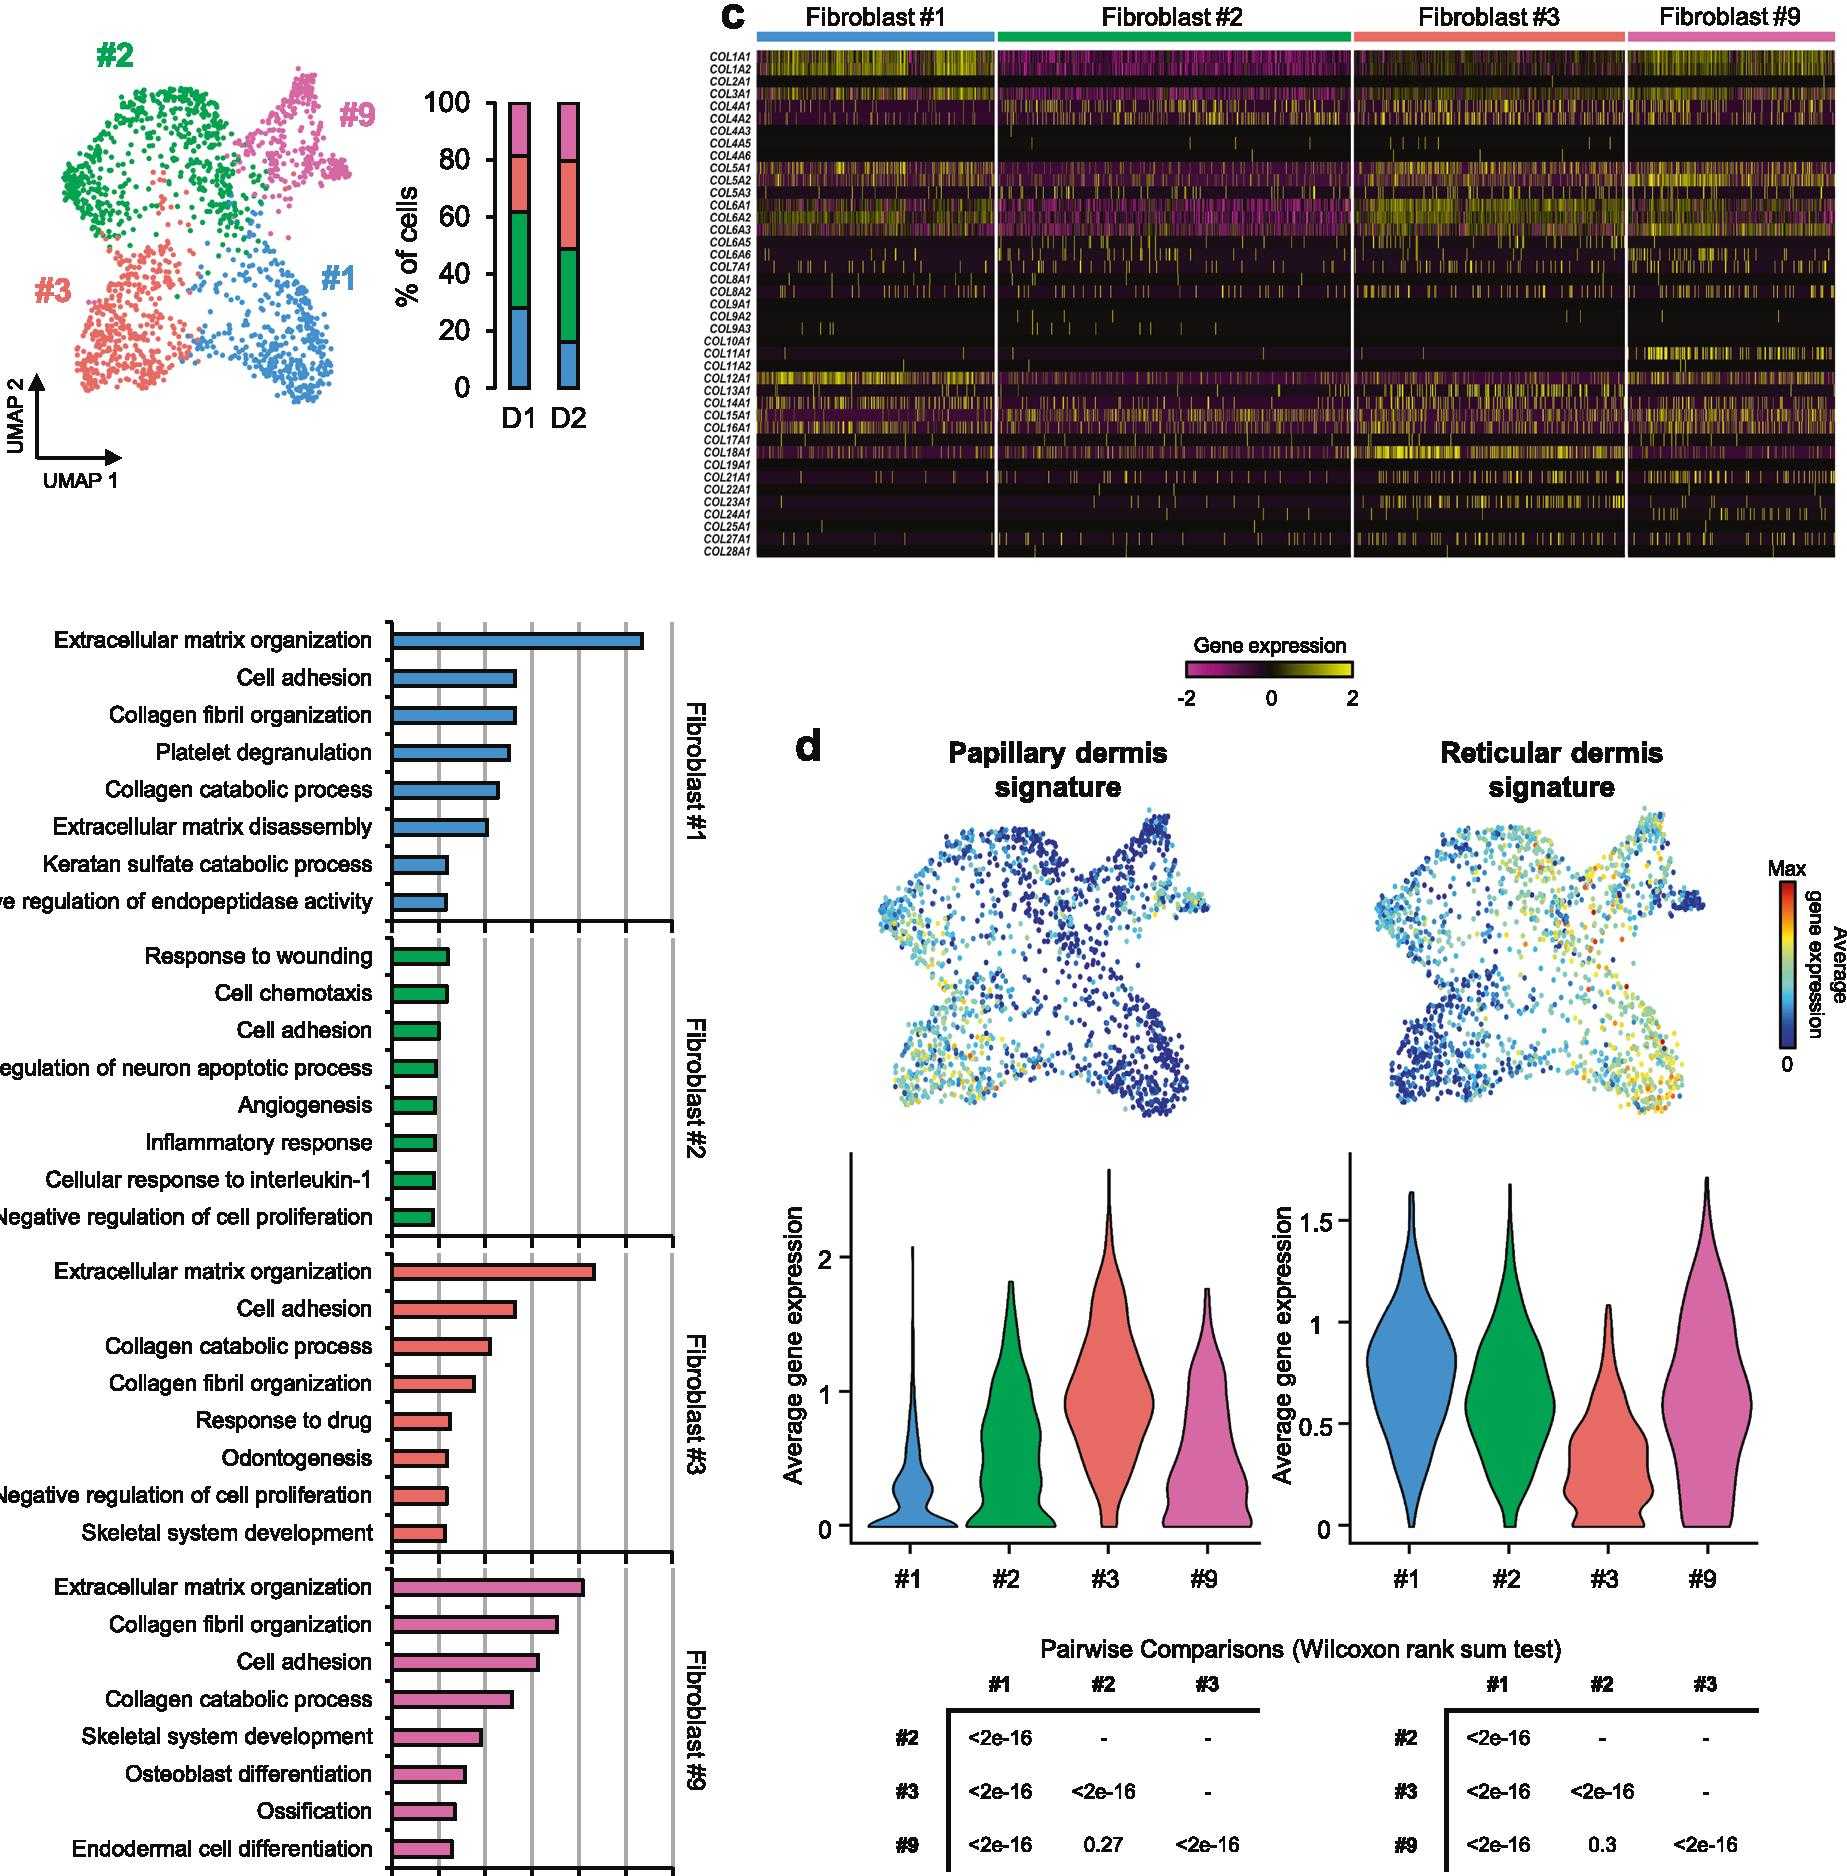 #2
#9
#3
#1
UMAP 2
UMAP 1
% of cells
100
80
60
40
20
0
D1 D2
c
Fibroblast #1 Fibroblast #2 Fibroblast #3 Fibroblast #9
COL1A1
COL1A2
COL2A1
COL3A1
COL4A1
COL4A2
COL4A3
COL4A5
COL4A6
COL5A1
COL5A2
COL5A3
COL6A1
COL6A2
COL6A3
COL6A5
COL6A6
COL7A1
COL8A1
COL8A2
COL9A1
COL9A2
COL9A3
COL10A1
COL11A1
COL11A2
COL12A1
COL13A1
COL14A1
COL15A1
COL16A1
COL17A1
COL18A1
COL19A1
COL21A1
COL22A1
COL23A1
COL24A1
COL25A1
COL27A1
COL28A1
Gene expression
-2 0 2
Extracellular matrix organization
Cell adhesion
Collagen fibril organization
Platelet degranulation
Collagen catabolic process
Extracellular matrix disassembly
Keratan sulfate catabolic process
ve regulation of endopeptidase activity
Fibroblast #1
Response to wounding
Cell chemotaxis
Cell adhesion
egulation of neuron apoptotic process
Angiogenesis
Inflammatory response
Cellular response to interleukin-1
Negative regulation of cell proliferation
Fibroblast #2
Extracellular matrix organization
Cell adhesion
Collagen catabolic process
Collagen fibril organization
Response to drug
Odontogenesis
Negative regulation of cell proliferation
Skeletal system development
Fibroblast #3
Extracellular matrix organization
Collagen fibril organization
Cell adhesion
Collagen catabolic process
Skeletal system development
Osteoblast differentiation
Ossification
Endodermal cell differentiation
Fibroblast #9
d
Papillary dermis
signature
Reticular dermis
signature
Max
Average
gene expression
0
Average gene expression
2
1
0
#1 #2 #3 #9
Average gene expression
1.5
1
0.5
0
#1 #2 #3 #9
Pairwise Comparisons (Wilcoxon rank sum test)
#1 #2 #3
#2 <2e-16 - -
#3 <2e-16 <2e-16 -
#9 <2e-16 0.27 <2e-16
#1 #2 #3
#2 <2e-16 - -
#3 <2e-16 <2e-16 -
#9 <2e-16 0.3 <2e-16